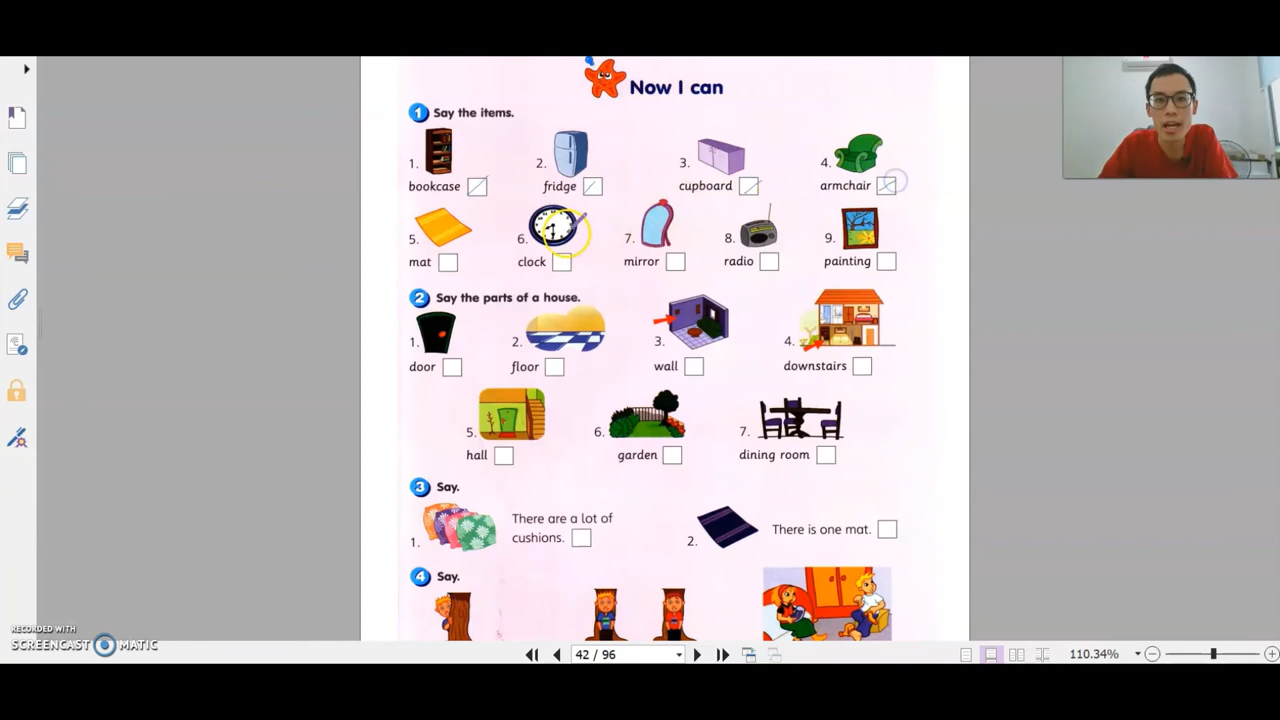 Now I can
1 Say the items.
1. 2. 3. 4.
bookcase fridge cupboard armchair
5. 6. 7. 8. 9.
mat clock mirror radio painting
2 Say the parts of a house.
1. 2. 3. 4.
door floor wall downstairs
5. 6. 7.
hall garden dining room
3 Say.
There are a lot of
cushions.
1.
There is one mat.
2.
4 Say.
RECORDED WITH
SCREENCAST MATIC
42 / 96
110.34%